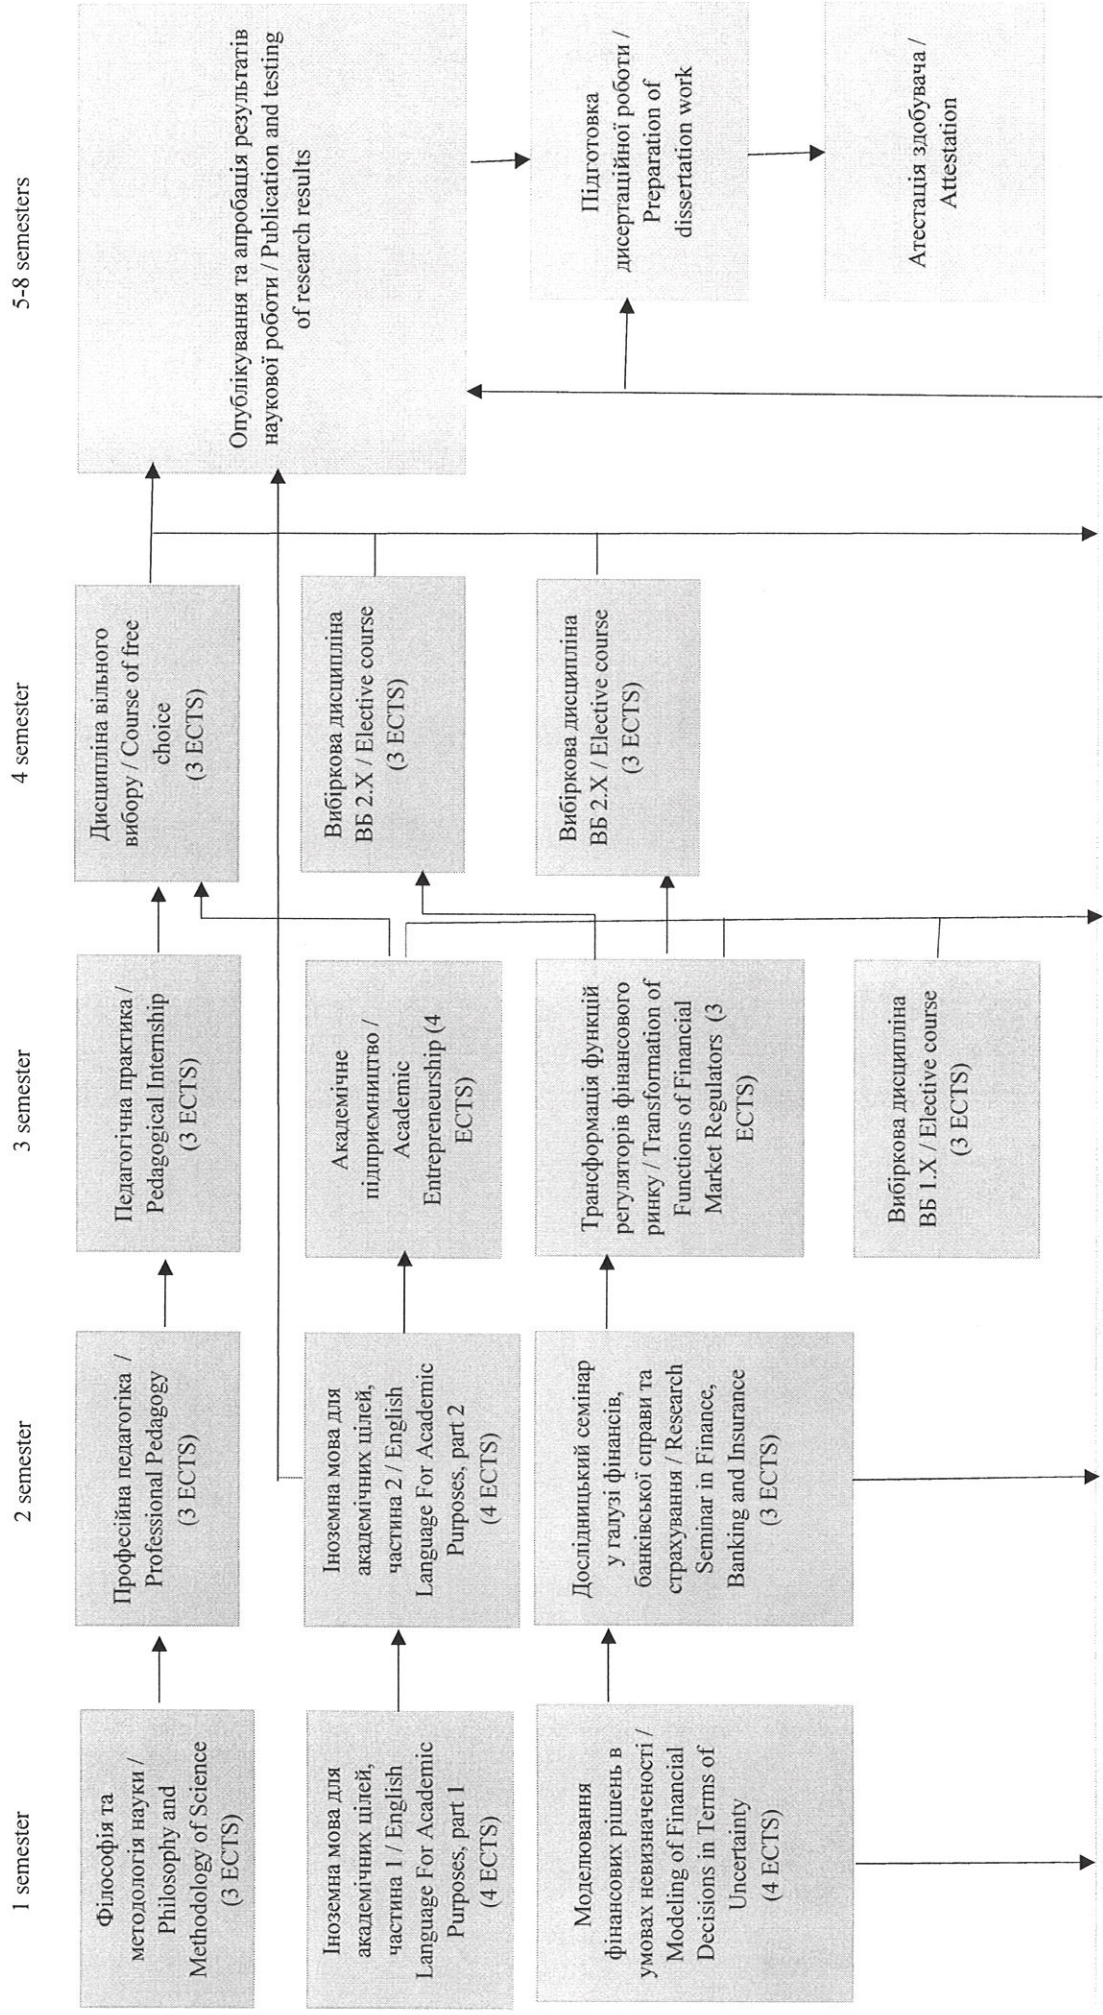 1 semester
Філософія та
методологія науки /
Philosophy and
Methodology of Science
(3 ECTS)
Іноземна мова для
академічних цілей,
частина 1 / English
Language For Academic
Purposes, part 1
(4 ECTS)
Моделювання
фінансових рішень в
умовах невизначеності /
Modeling of Financial
Decisions in Terms of
Uncertainty
(4 ECTS)
2 semester
Професійна педагогіка /
Professional Pedagogy
(3 ECTS)
Іноземна мова для
академічних цілей,
частина 2 / English
Language For Academic
Purposes, part 2
(4 ECTS)
Дослідницький семінар
у галузі фінансів,
банківської справи та
страхування / Research
Seminar in Finance,
Banking and Insurance
(3 ECTS)
3 semester
Педагогічна практика /
Pedagogical Internship
(3 ECTS)
Академічне
підприємництво /
Academic
Entrepreneurship (4
ECTS)
Трансформація функцій
регуляторів фінансового
ринку / Transformation of
Functions of Financial
Market Regulators (3
ECTS)
Вибіркова дисципліна
ВБ 1.X / Elective course
(3 ECTS)
4 semester
Дисципліна вільного
вибору / Course of free
choice
(3 ECTS)
Вибіркова дисципліна
ВБ 2.X / Elective course
(3 ECTS)
Вибіркова дисципліна
ВБ 2.X / Elective course
(3 ECTS)
5-8 semesters
Опублікування та апробація результатів
наукової роботи / Publication and testing
of research results
Підготовка
дисертаційної роботи /
Preparation of
dissertation work
Атестація здобувача /
Attestation